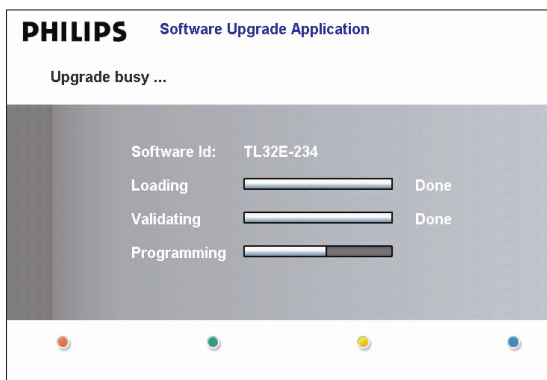 PHILIPS Software Upgrade Application
Upgrade busy ...
Software Id: TL32E-234
Loading Done
Validating Done
Programming